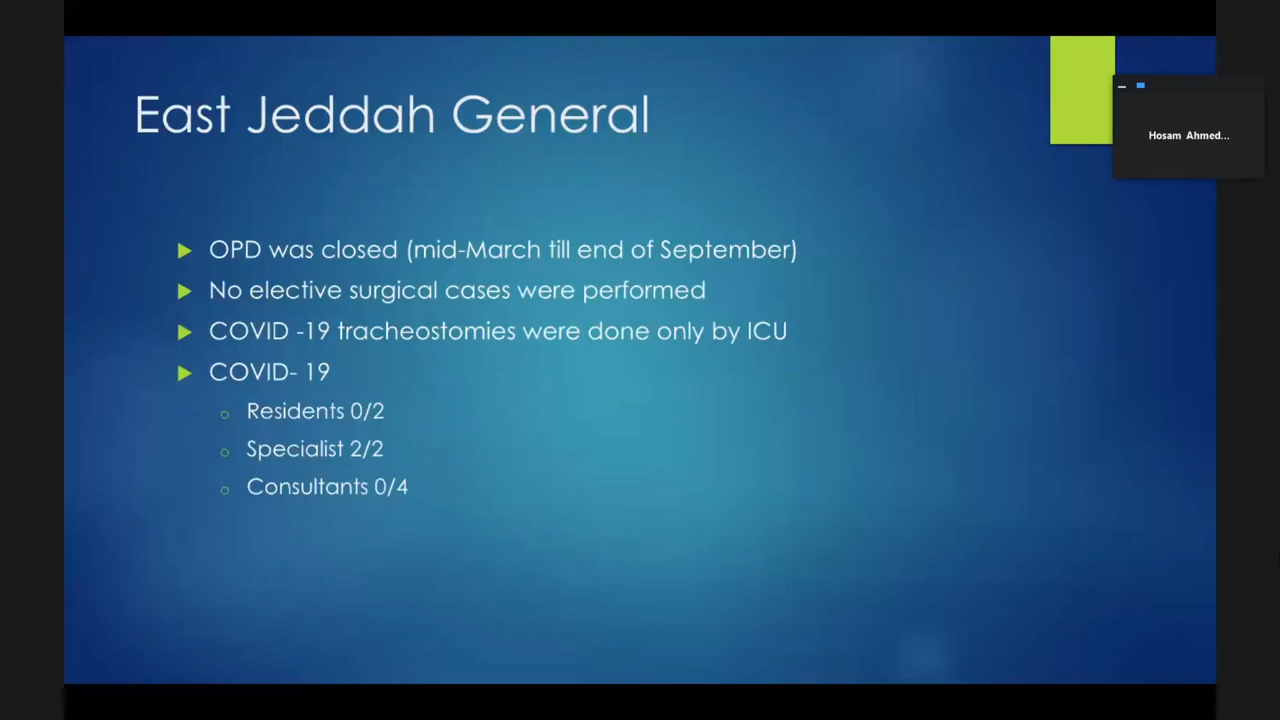 East Jeddah General
Hosam Ahmed...
OPD was closed (mid-March till end of September)
No elective surgical cases were performed
COVID -19 tracheostomies were done only by ICU
COVID- 19
Residents 0/2
Specialist 2/2
Consultants 0/4